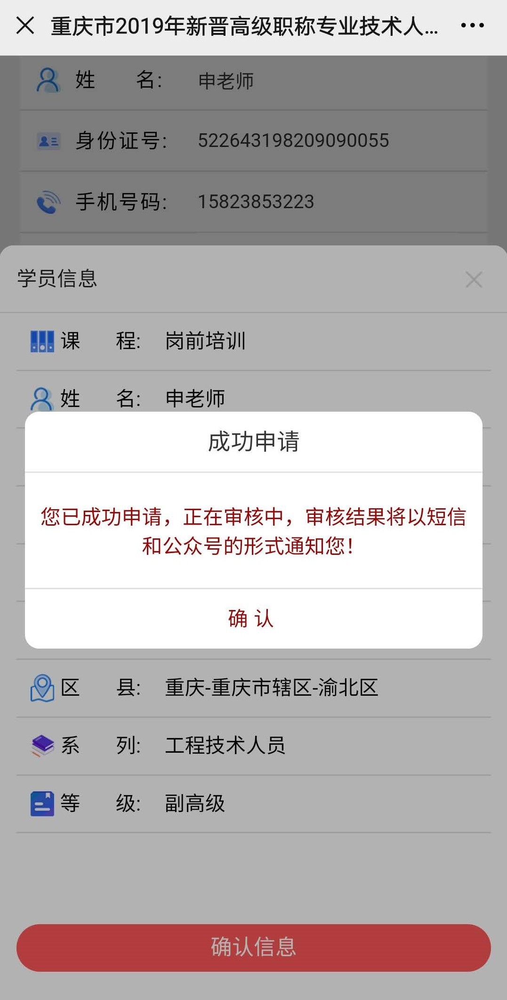 重庆市2019年新晋高级职称专业技术人...
姓 名: 申老师
身份证号: 522643198209090055
手机号码: 15823853223
学员信息
课 程: 岗前培训
姓 名: 申老师
成功申请
您已成功申请，正在审核中，审核结果将以短信
和公众号的形式通知您！
确 认
区 县: 重庆-重庆市辖区-渝北区
系 列: 工程技术人员
等 级: 副高级
确认信息